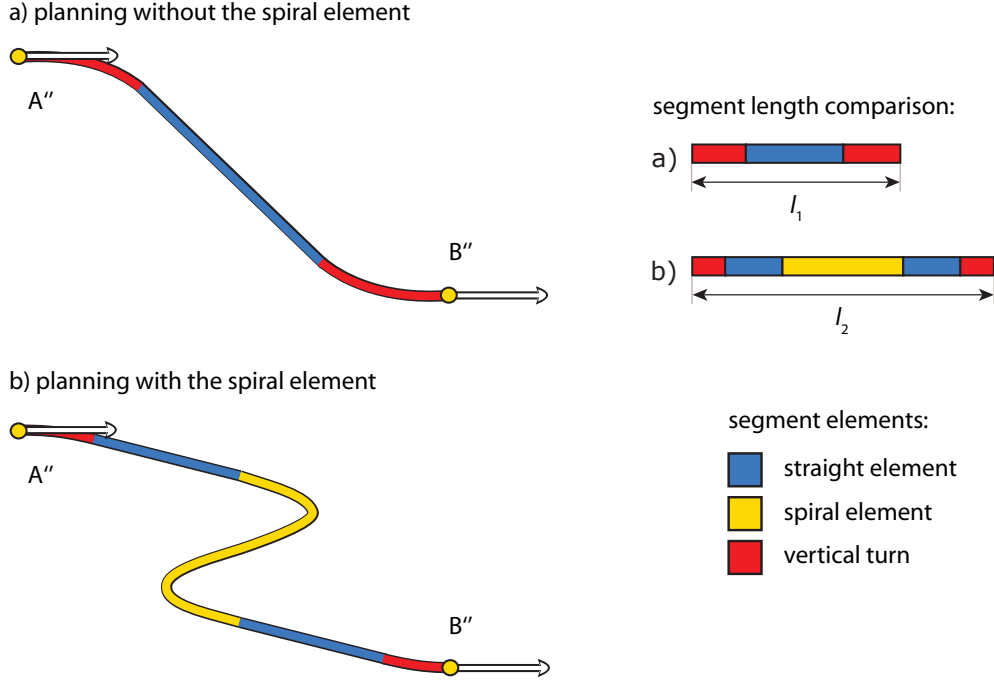 a) planning without the spiral element
A″
B″
segment length comparison:
a)
l₁
b)
l₂
b) planning with the spiral element
A″
B″
segment elements:
straight element
spiral element
vertical turn